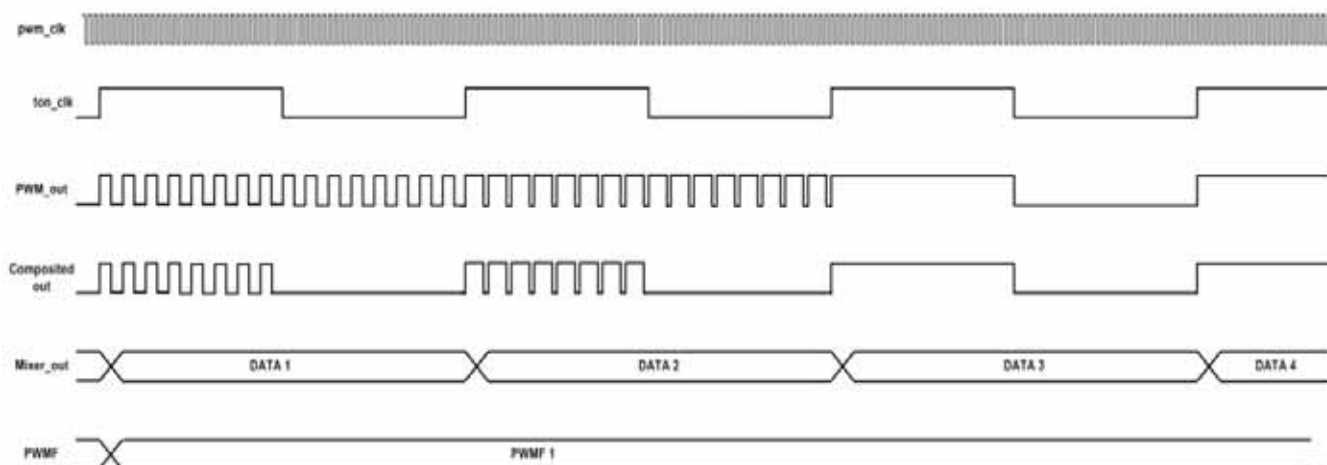 pwm_clk
ton_clk
PWM_out
Composited
out
Mixer_out
DATA 1
DATA 2
DATA 3
DATA 4
PWMF
PWMF 1